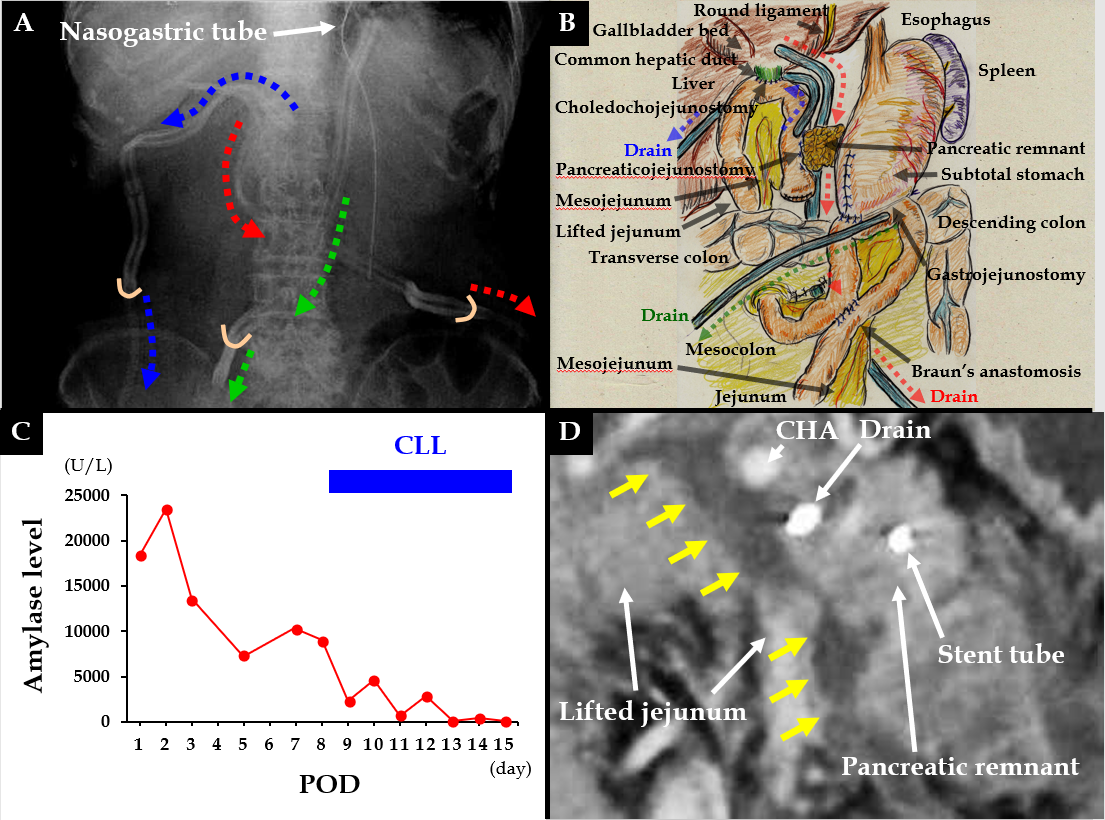 A
Nasogastric tube
B
Round ligament
Esophagus
Gallbladder bed
Common hepatic duct
Spleen
Liver
Choledochojejunostomy
Drain
Pancreatic remnant
Pancreaticojejunostomy
Subtotal stomach
Mesojejunum
Descending colon
Lifted jejunum
Transverse colon
Gastrojejunostomy
Drain
Mesocolon
Mesojejunum
Braun's anastomosis
Jejunum
Drain
C
CLL
(U/L)
25000
20000
15000
10000
5000
0
Amylase level
1 2 3 4 5 6 7 8 9 10 11 12 13 14 15
(day)
POD
D
CHA
Drain
Stent tube
Lifted jejunum
Pancreatic remnant